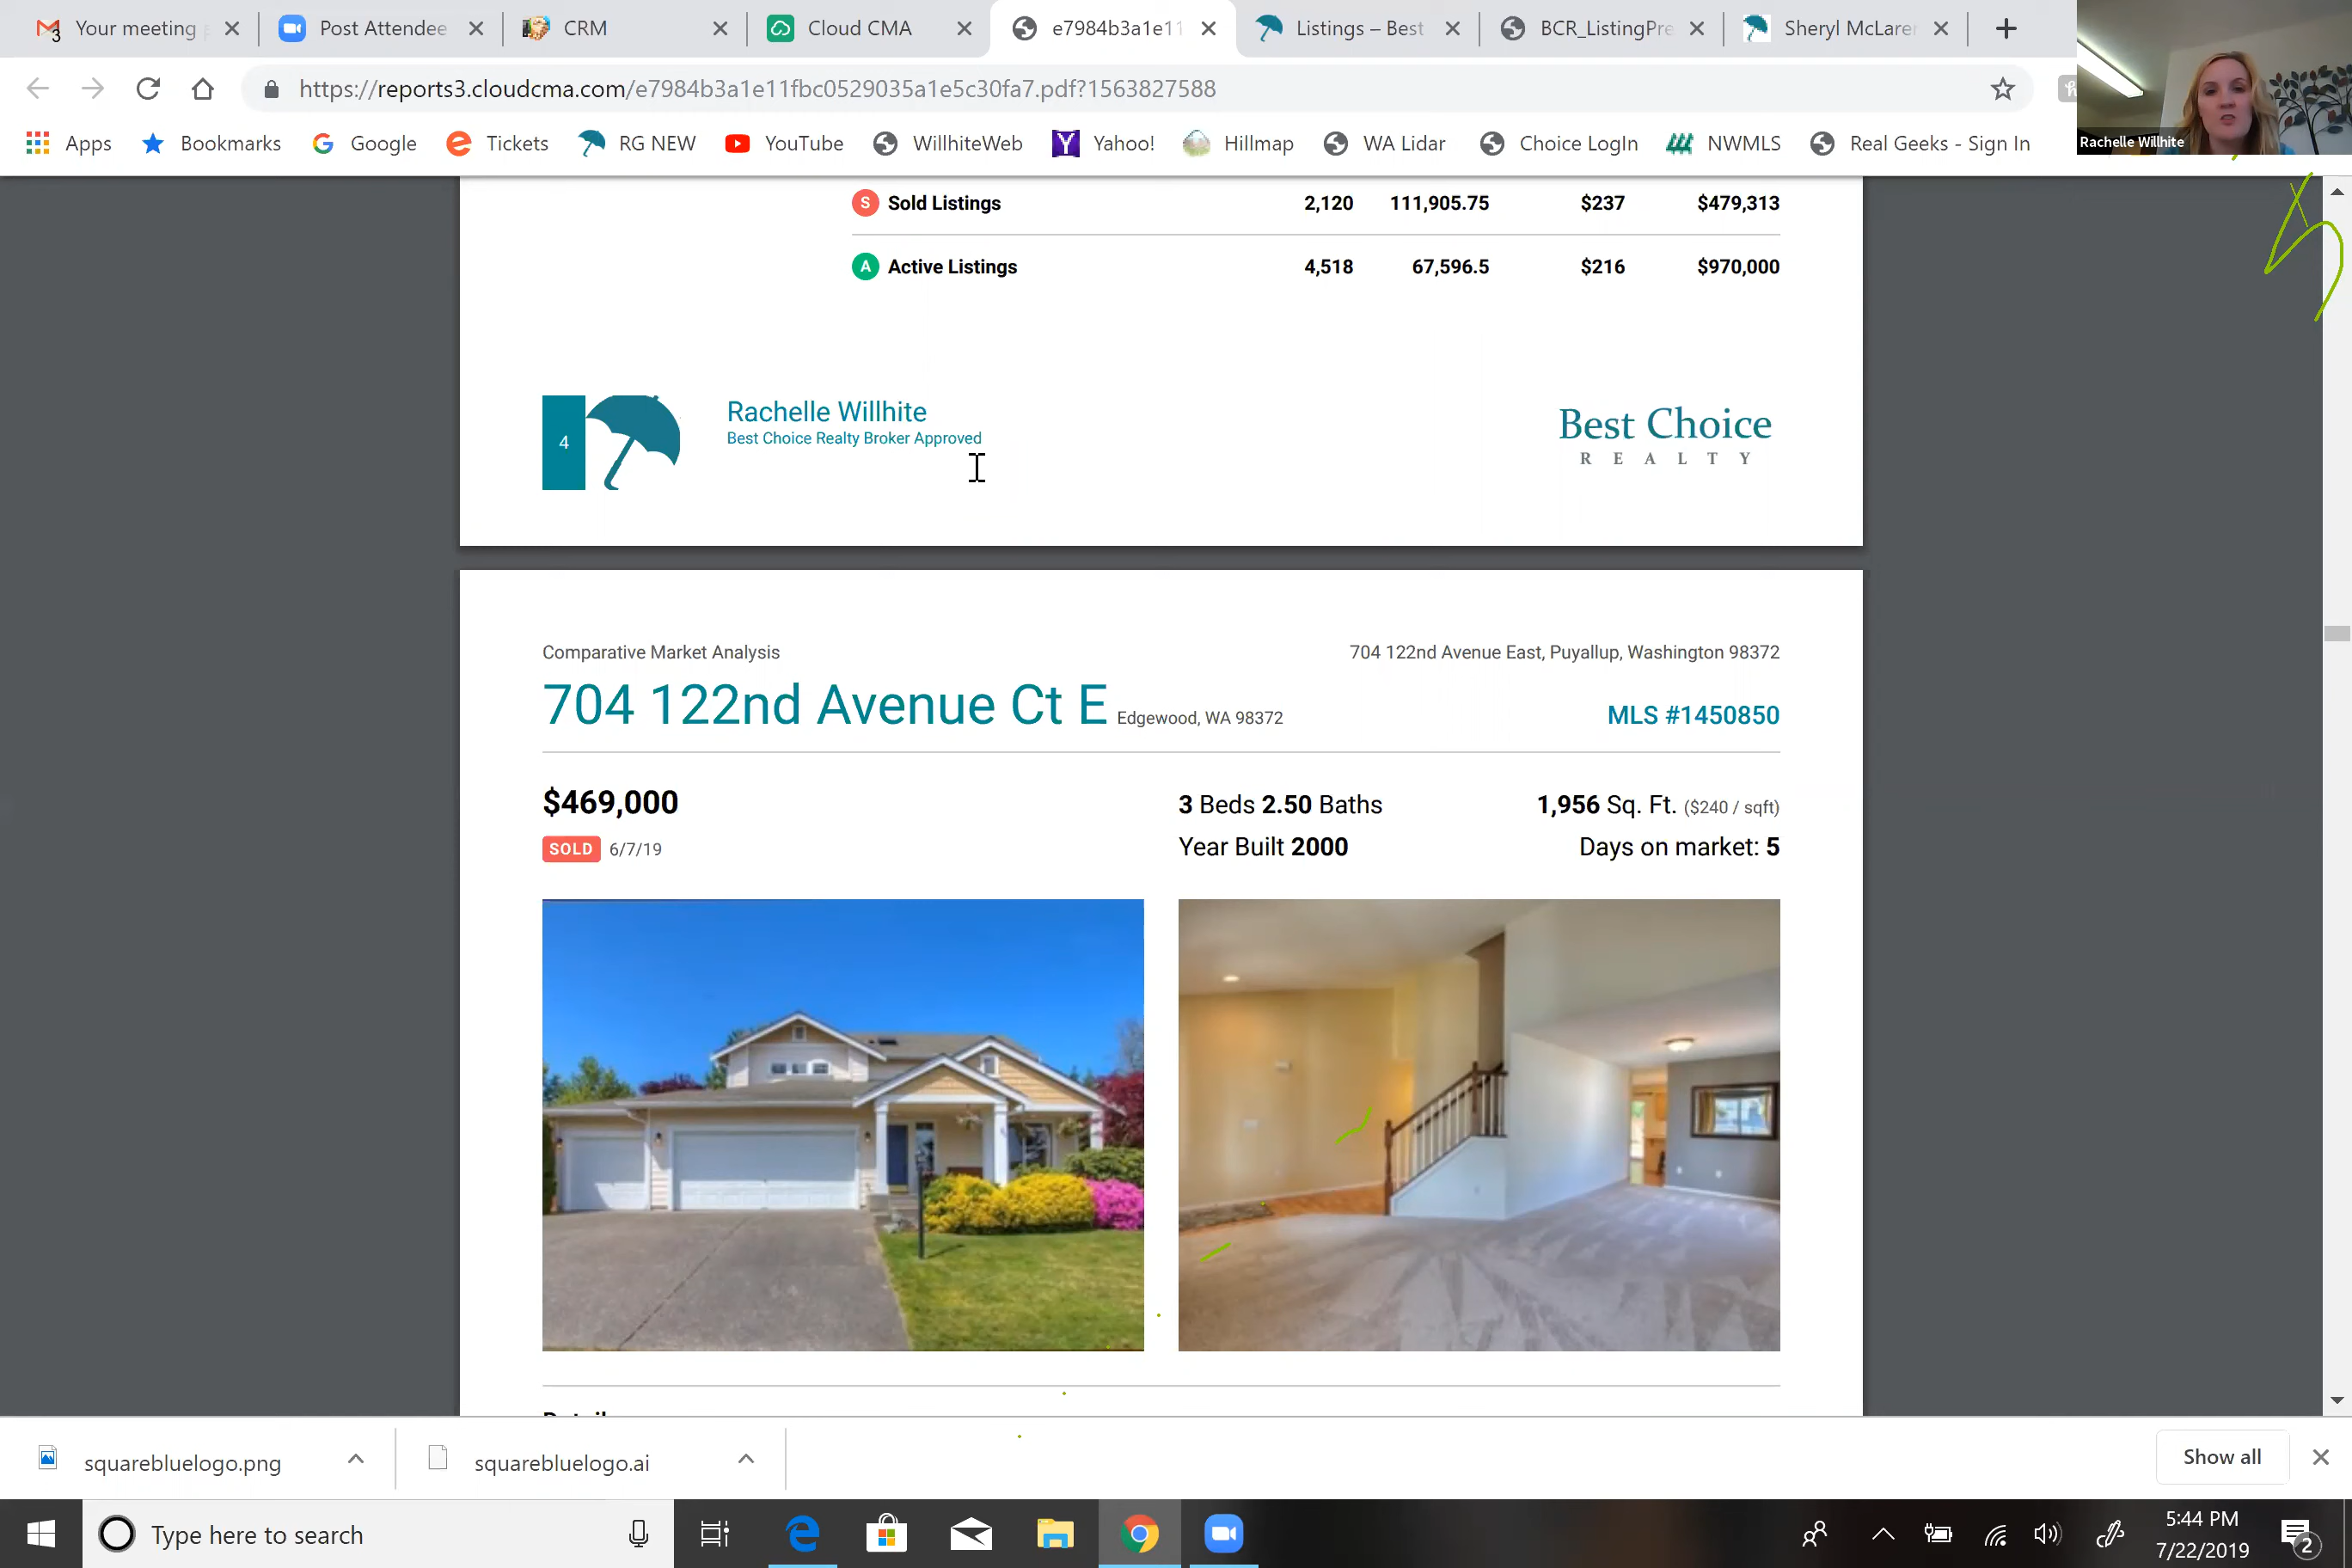 Your meeting
Post Attendee
CRM
Cloud CMA
e7984b3a1e11
Listings – Best
BCR_ListingPre
Sheryl McLaren
https://reports3.cloudcma.com/e7984b3a1e11fbc0529035a1e5c30fa7.pdf?1563827588
Apps
Bookmarks
Google
Tickets
RG NEW
YouTube
WillhiteWeb
Yahoo!
Hillmap
WA Lidar
Choice LogIn
NWMLS
Real Geeks - Sign In
Rachelle Willhite
S Sold Listings 2,120 111,905.75 $237 $479,313
A Active Listings 4,518 67,596.5 $216 $970,000
4
Rachelle Willhite
Best Choice Realty Broker Approved
Best Choice
REALTY
Comparative Market Analysis
704 122nd Avenue East, Puyallup, Washington 98372
704 122nd Avenue Ct E Edgewood, WA 98372
MLS #1450850
$469,000
SOLD 6/7/19
3 Beds 2.50 Baths
Year Built 2000
1,956 Sq. Ft. ($240 / sqft)
Days on market: 5
squarebluelogo.png
squarebluelogo.ai
Show all
Type here to search
5:44 PM
7/22/2019
2